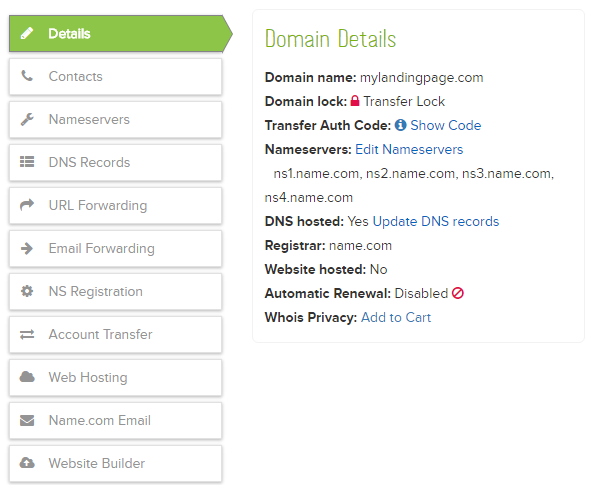 Details
Contacts
Nameservers
DNS Records
URL Forwarding
Email Forwarding
NS Registration
Account Transfer
Web Hosting
Name.com Email
Website Builder
Domain Details
Domain name: mylandingpage.com
Domain lock: Transfer Lock
Transfer Auth Code: Show Code
Nameservers: Edit Nameservers
ns1.name.com, ns2.name.com, ns3.name.com,
ns4.name.com
DNS hosted: Yes Update DNS records
Registrar: name.com
Website hosted: No
Automatic Renewal: Disabled
Whois Privacy: Add to Cart